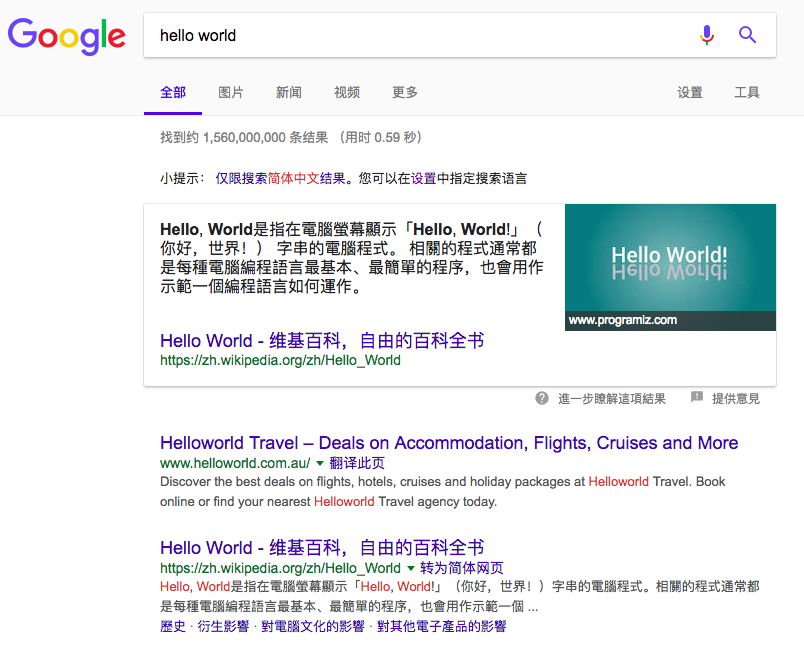 Google
hello world
全部 图片 新闻 视频 更多 设置 工具
找到约 1,560,000,000 条结果 （用时 0.59 秒）
小提示： 仅限搜索简体中文结果。您可以在设置中指定搜索语言
Hello, World是指在電腦螢幕顯示「Hello, World!」（
你好，世界！） 字串的電腦程式。 相關的程式通常都
是每種電腦編程語言最基本、最簡單的程序，也會用作
示範一個編程語言如何運作。
Hello World!
www.programiz.com
Hello World - 维基百科，自由的百科全书
https://zh.wikipedia.org/zh/Hello_World
進一步瞭解這項結果 提供意見
Helloworld Travel – Deals on Accommodation, Flights, Cruises and More
www.helloworld.com.au/ 翻译此页
Discover the best deals on flights, hotels, cruises and holiday packages at Helloworld Travel. Book
online or find your nearest Helloworld Travel agency today.
Hello World - 维基百科，自由的百科全书
https://zh.wikipedia.org/zh/Hello_World 转为简体网页
Hello, World是指在電腦螢幕顯示「Hello, World!」（你好，世界！）字串的電腦程式。相關的程式通常都
是每種電腦編程語言最基本、最簡單的程序，也會用作示範一個 ...
歷史 · 衍生影響 · 對電腦文化的影響 · 對其他電子產品的影響